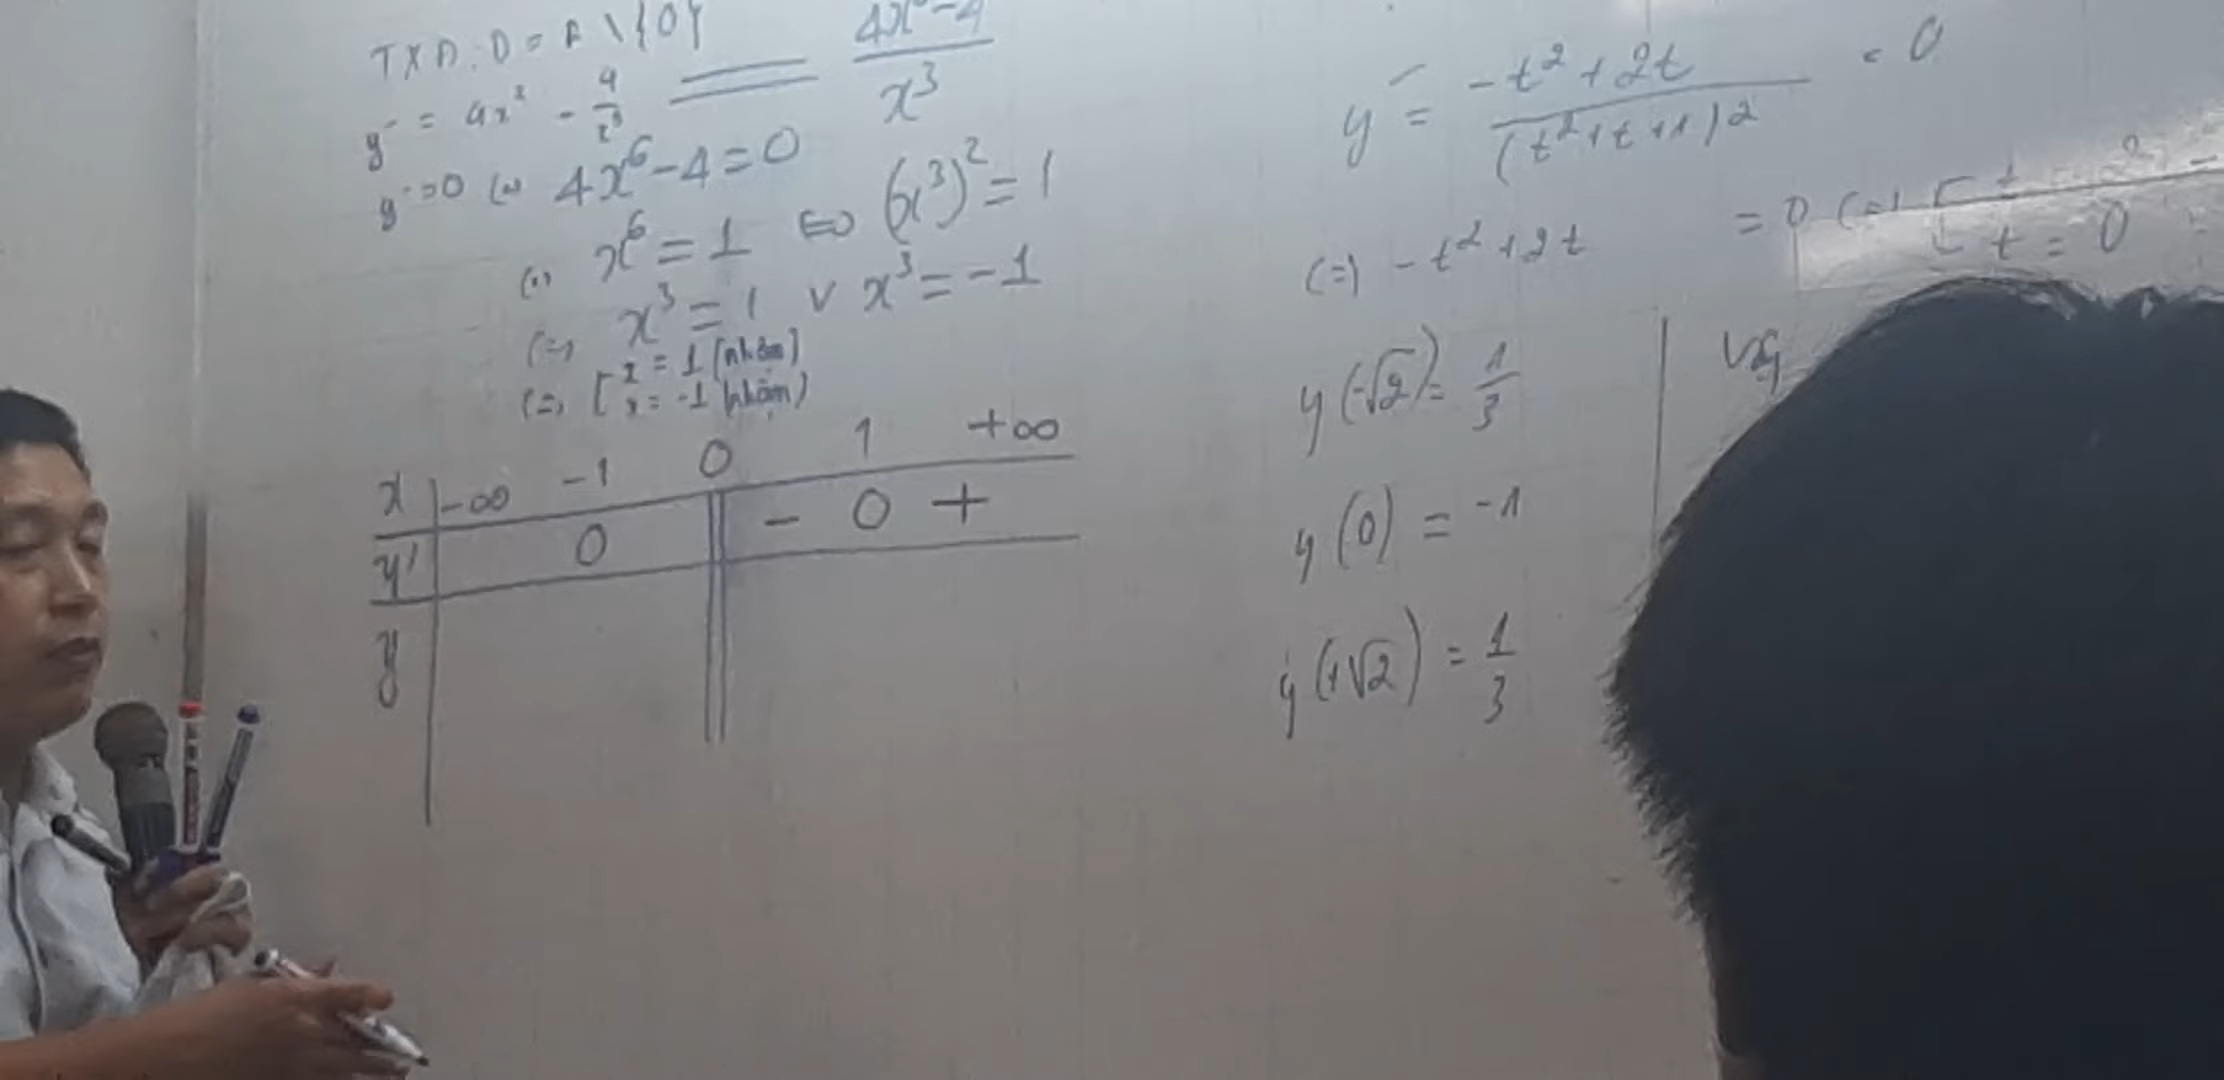 TXD: D = R \ {0}
y' = 4x² - 4/x³ = 4x⁶-4/x³
y' = 0 (=) 4x⁶-4=0
(=) x⁶ = 1 <=> (x³)² = 1
(=) x³ = 1 v x³ = -1
(=) [ x = 1 (nhận)
x = -1 (nhận)
x -∞ -1 0 1 +∞
y' 0 - 0 +
y
y' = -t²+2t/(t²+t+1)² = 0
(=) -t²+2t = 0 (=) [ t
t = 0
y(-√2) = 1/3
y(0) = -1
y(+√2) = 1/3